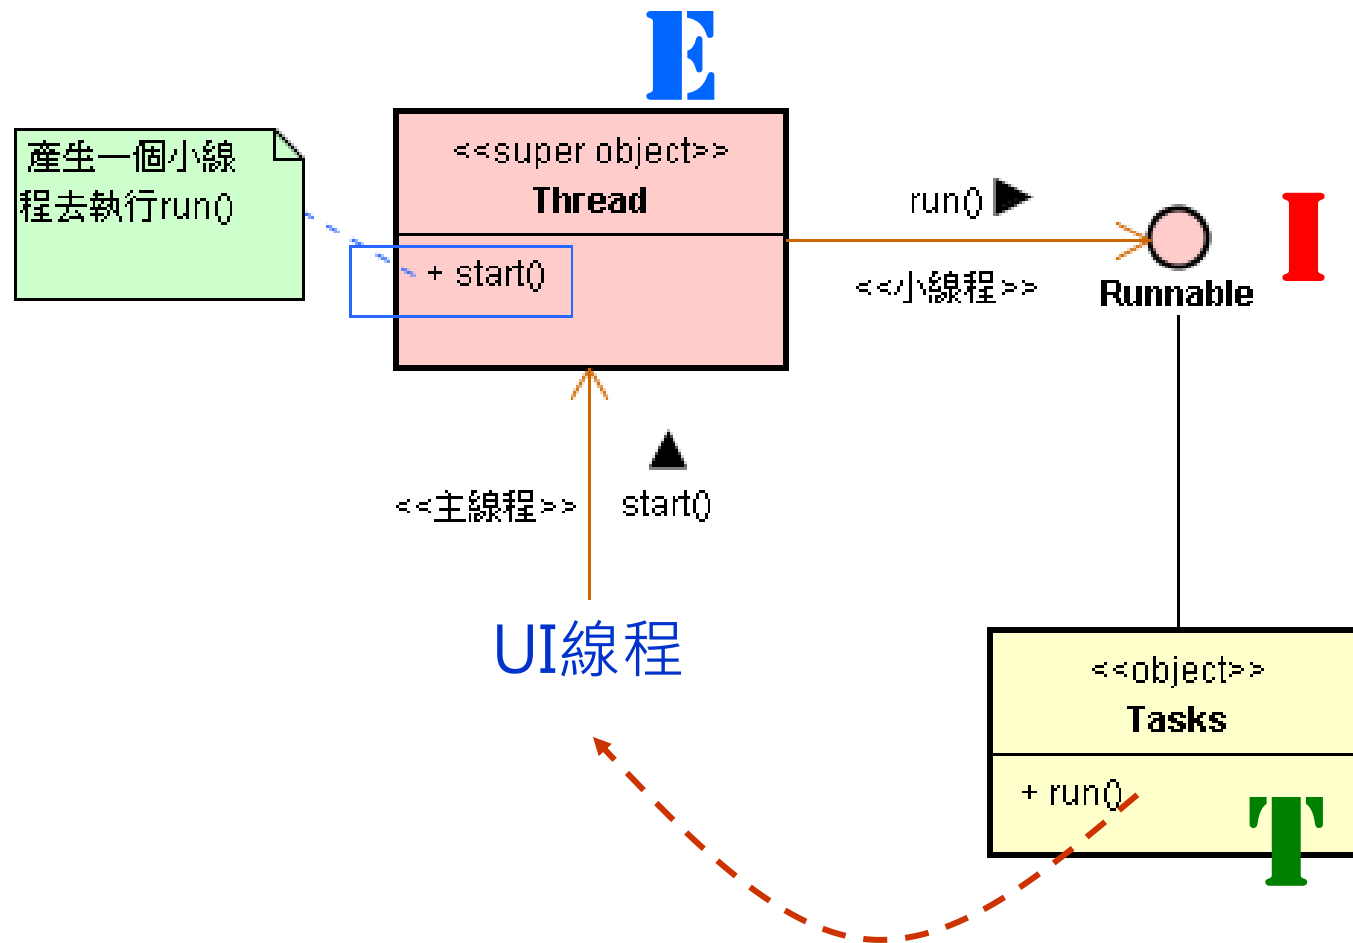 E
產生一個小線
程去執行run()
<<super object>>
Thread
+ start()
run()
<<小線程>>
Runnable
I
<<主線程>>
start()
UI線程
<<object>>
Tasks
+ run()
T